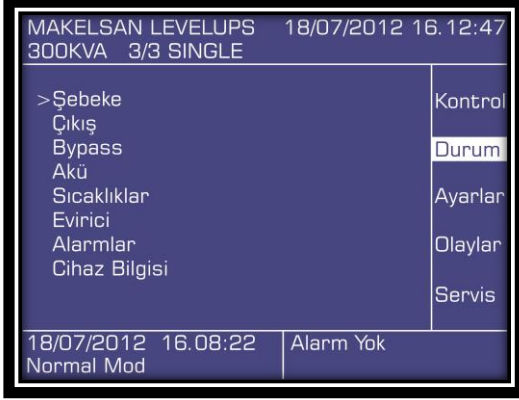 MAKELSAN LEVELUPS 18/07/2012 16.12:47
300KVA 3/3 SINGLE
>Şebeke
Çıkış
Bypass
Akü
Sıcaklıklar
Evirici
Alarmlar
Cihaz Bilgisi
Kontrol
Durum
Ayarlar
Olaylar
Servis
18/07/2012 16.08:22
Normal Mod
Alarm Yok